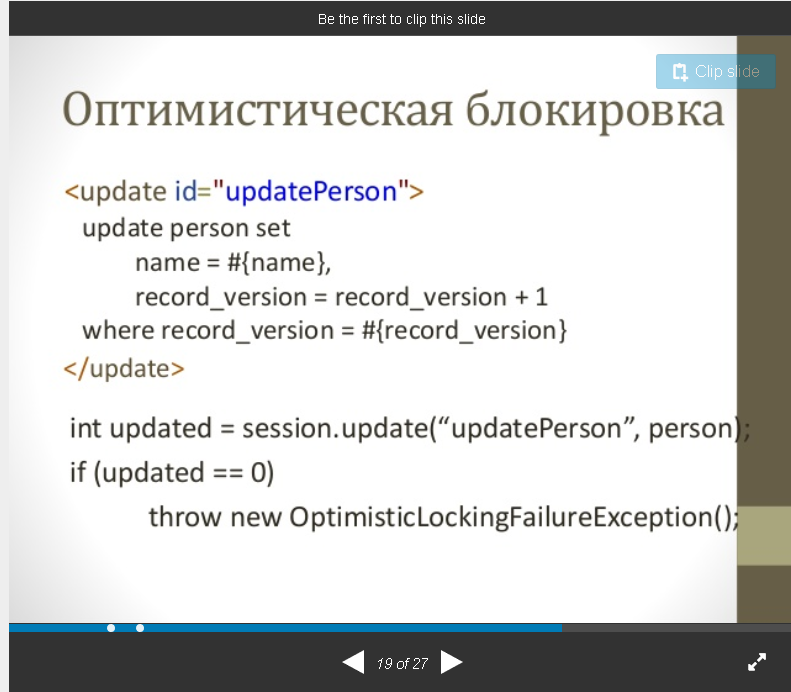 Be the first to clip this slide
Clip slide
Оптимистическая блокировка
<update id="updatePerson">
update person set
name = #{name},
record_version = record_version + 1
where record_version = #{record_version}
</update>
int updated = session.update(“updatePerson”, person);
if (updated == 0)
throw new OptimisticLockingFailureException();
19 of 27